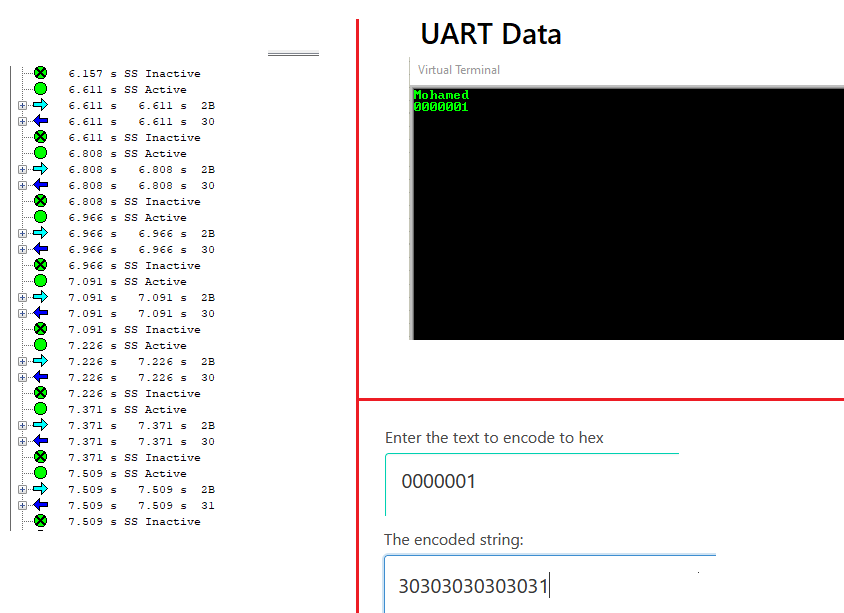 6.157 s SS Inactive
6.611 s SS Active
6.611 s 6.611 s 2B
6.611 s 6.611 s 30
6.611 s SS Inactive
6.808 s SS Active
6.808 s 6.808 s 2B
6.808 s 6.808 s 30
6.808 s SS Inactive
6.966 s SS Active
6.966 s 6.966 s 2B
6.966 s 6.966 s 30
6.966 s SS Inactive
7.091 s SS Active
7.091 s 7.091 s 2B
7.091 s 7.091 s 30
7.091 s SS Inactive
7.226 s SS Active
7.226 s 7.226 s 2B
7.226 s 7.226 s 30
7.226 s SS Inactive
7.371 s SS Active
7.371 s 7.371 s 2B
7.371 s 7.371 s 30
7.371 s SS Inactive
7.509 s SS Active
7.509 s 7.509 s 2B
7.509 s 7.509 s 31
7.509 s SS Inactive
UART Data
Virtual Terminal
Mohamed
0000001
Enter the text to encode to hex
0000001
The encoded string:
30303030303031